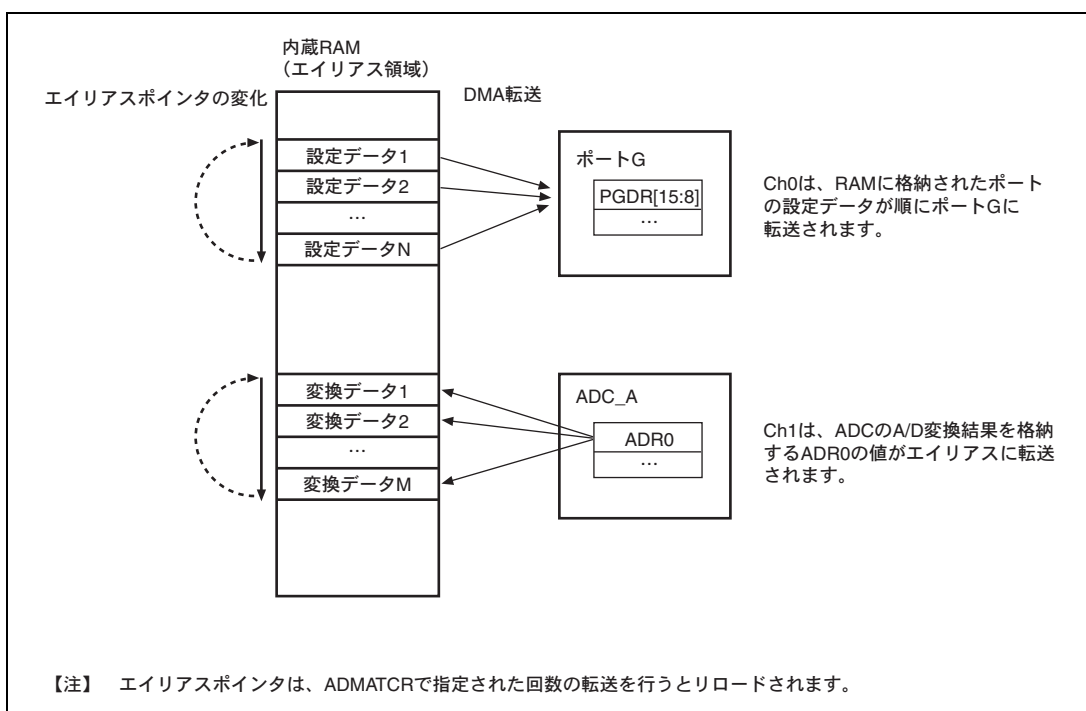 内蔵RAM
（エイリアス領域）
エイリアスポインタの変化
DMA転送
設定データ1
設定データ2
…
設定データN
ポートG
PGDR[15:8]
…
Ch0は、RAMに格納されたポート
の設定データが順にポートGに
転送されます。
変換データ1
変換データ2
…
変換データM
ADC_A
ADR0
…
Ch1は、ADCのA/D変換結果を格納
するADR0の値がエイリアスに転送
されます。
【注】 エイリアスポインタは、ADMATCRで指定された回数の転送を行うとリロードされます。